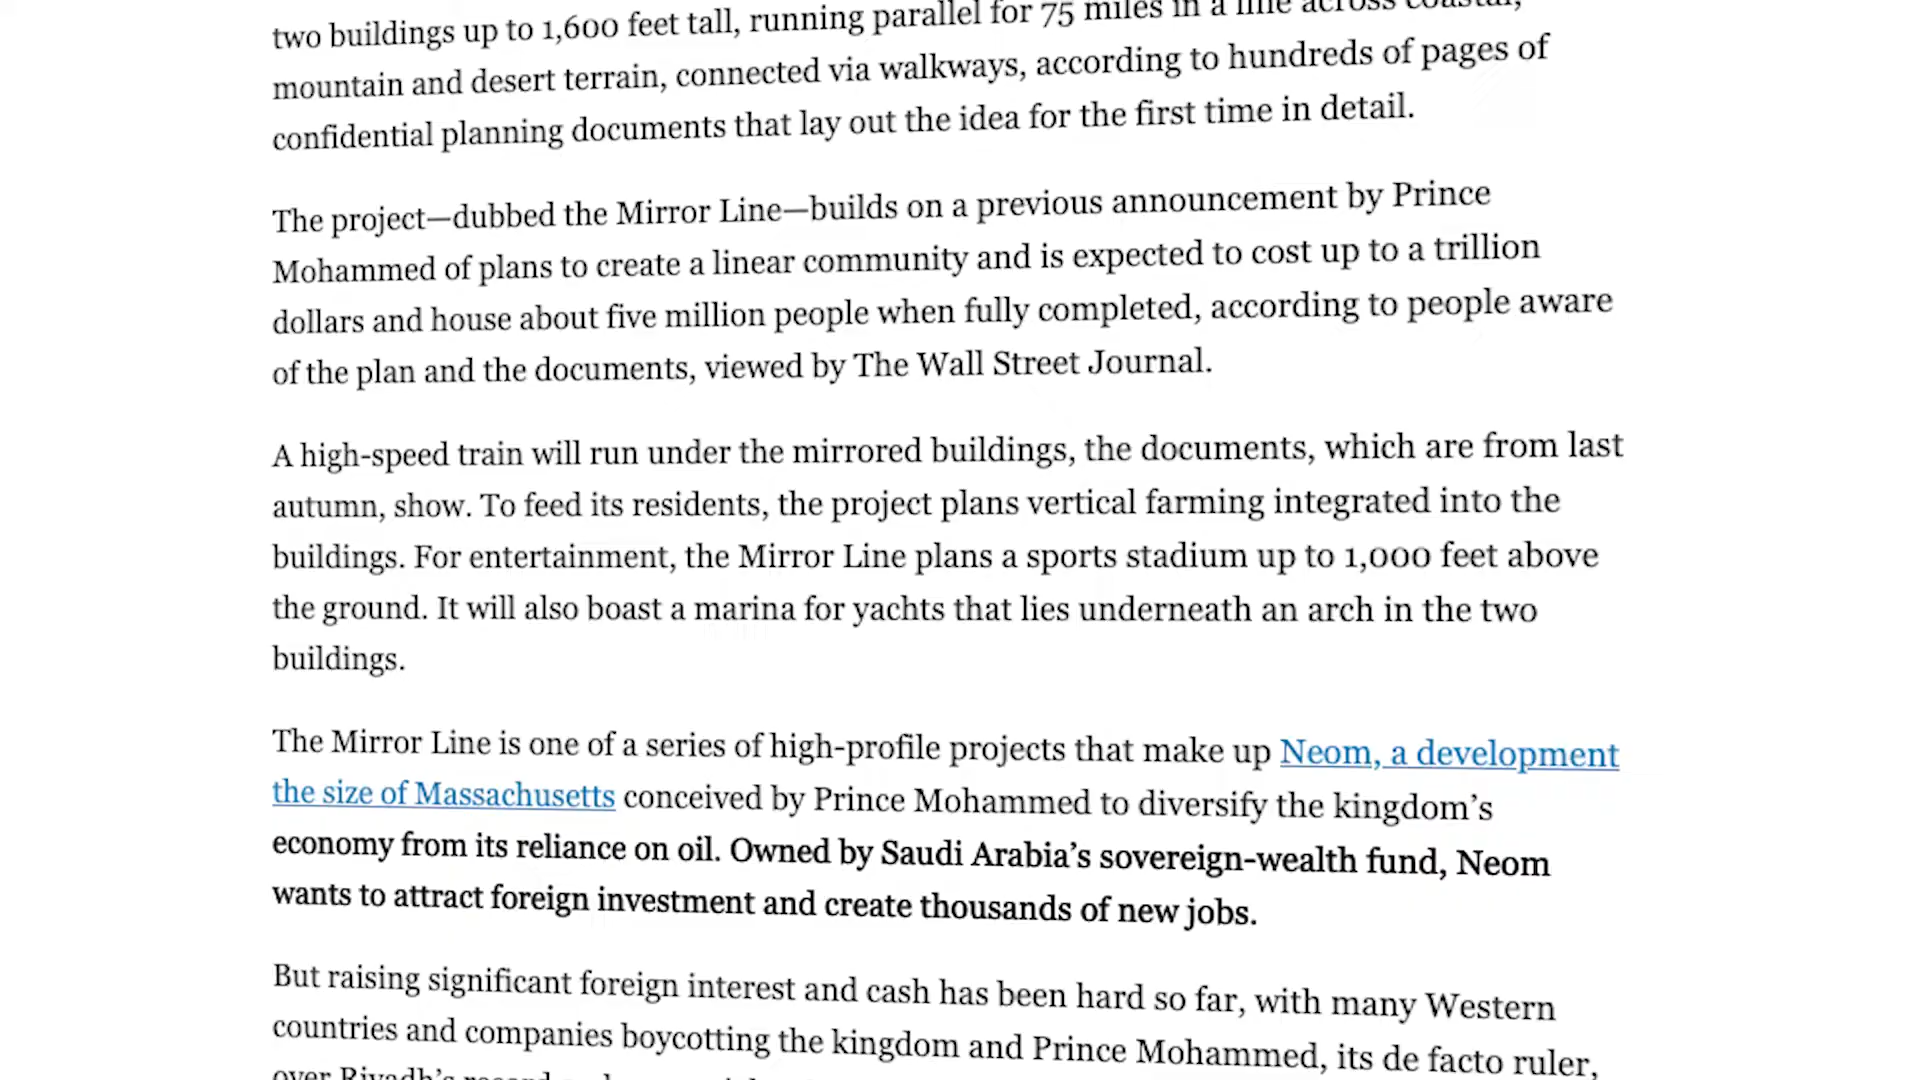 two buildings up to 1,600 feet tall, running parallel for 75 miles in a line across coastal,
mountain and desert terrain, connected via walkways, according to hundreds of pages of
confidential planning documents that lay out the idea for the first time in detail.
The project—dubbed the Mirror Line—builds on a previous announcement by Prince
Mohammed of plans to create a linear community and is expected to cost up to a trillion
dollars and house about five million people when fully completed, according to people aware
of the plan and the documents, viewed by The Wall Street Journal.
A high-speed train will run under the mirrored buildings, the documents, which are from last
autumn, show. To feed its residents, the project plans vertical farming integrated into the
buildings. For entertainment, the Mirror Line plans a sports stadium up to 1,000 feet above
the ground. It will also boast a marina for yachts that lies underneath an arch in the two
buildings.
The Mirror Line is one of a series of high-profile projects that make up Neom, a development
the size of Massachusetts conceived by Prince Mohammed to diversify the kingdom’s
economy from its reliance on oil. Owned by Saudi Arabia’s sovereign-wealth fund, Neom
wants to attract foreign investment and create thousands of new jobs.
But raising significant foreign interest and cash has been hard so far, with many Western
countries and companies boycotting the kingdom and Prince Mohammed, its de facto ruler,
over Riyadh’s